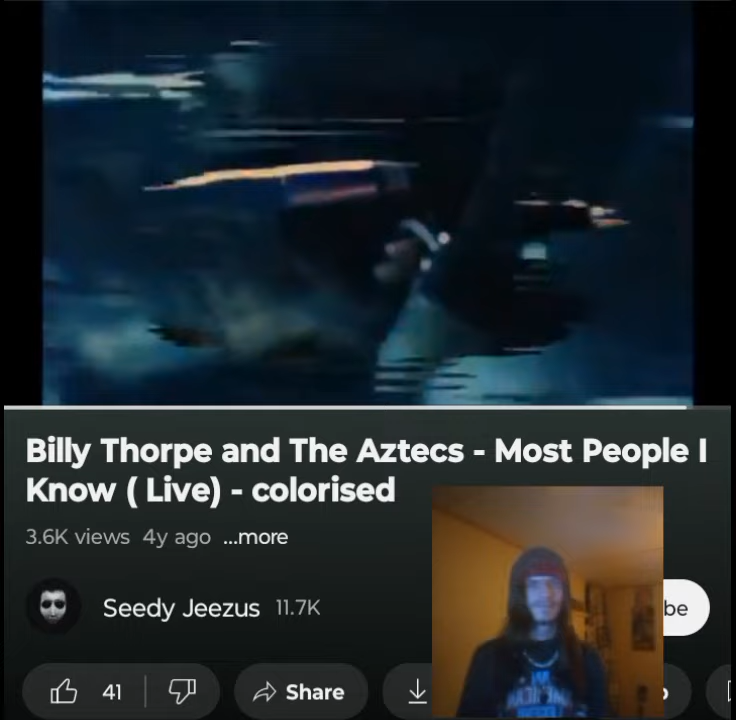 Billy Thorpe and The Aztecs - Most People I
Know ( Live) - colorised
3.6K views 4y ago ...more
Seedy Jeezus 11.7K
be
41 Share